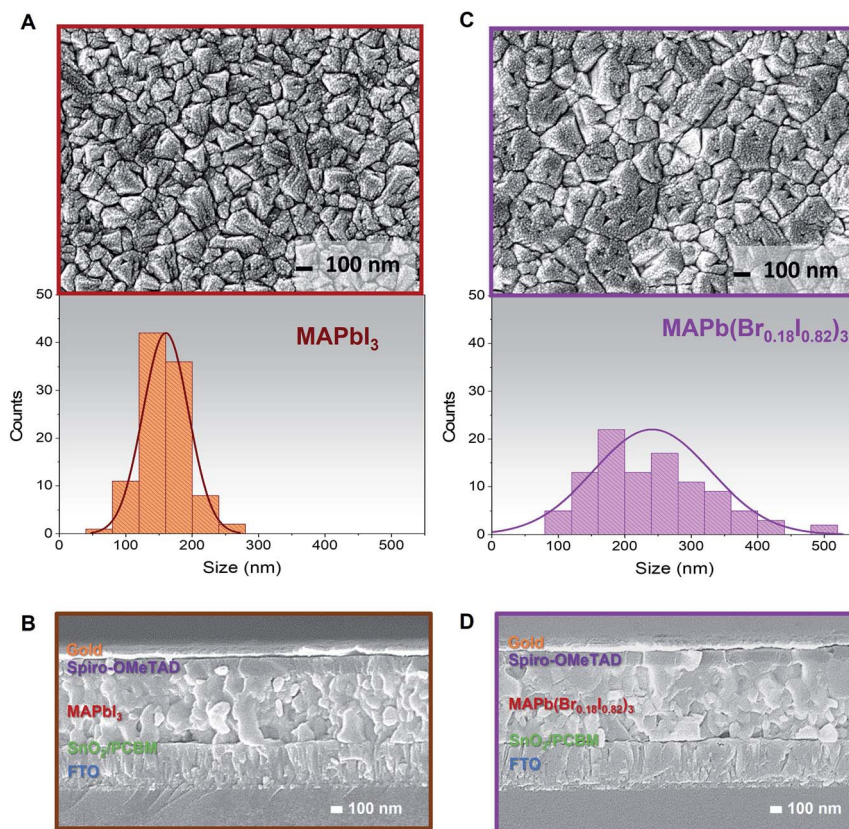 A
100 nm
50
40
30
20
10
0
Counts
MAPbI₃
0
100
200
300
400
500
Size (nm)
C
100 nm
50
40
30
20
10
0
Counts
MAPb(Br₀.₁₈I₀.₈₂)₃
0
100
200
300
400
500
Size (nm)
B
Gold
Spiro-OMeTAD
MAPbI₃
SnO₂/PCBM
FTO
100 nm
D
Gold
Spiro-OMeTAD
MAPb(Br₀.₁₈I₀.₈₂)₃
SnO₂/PCBM
FTO
100 nm